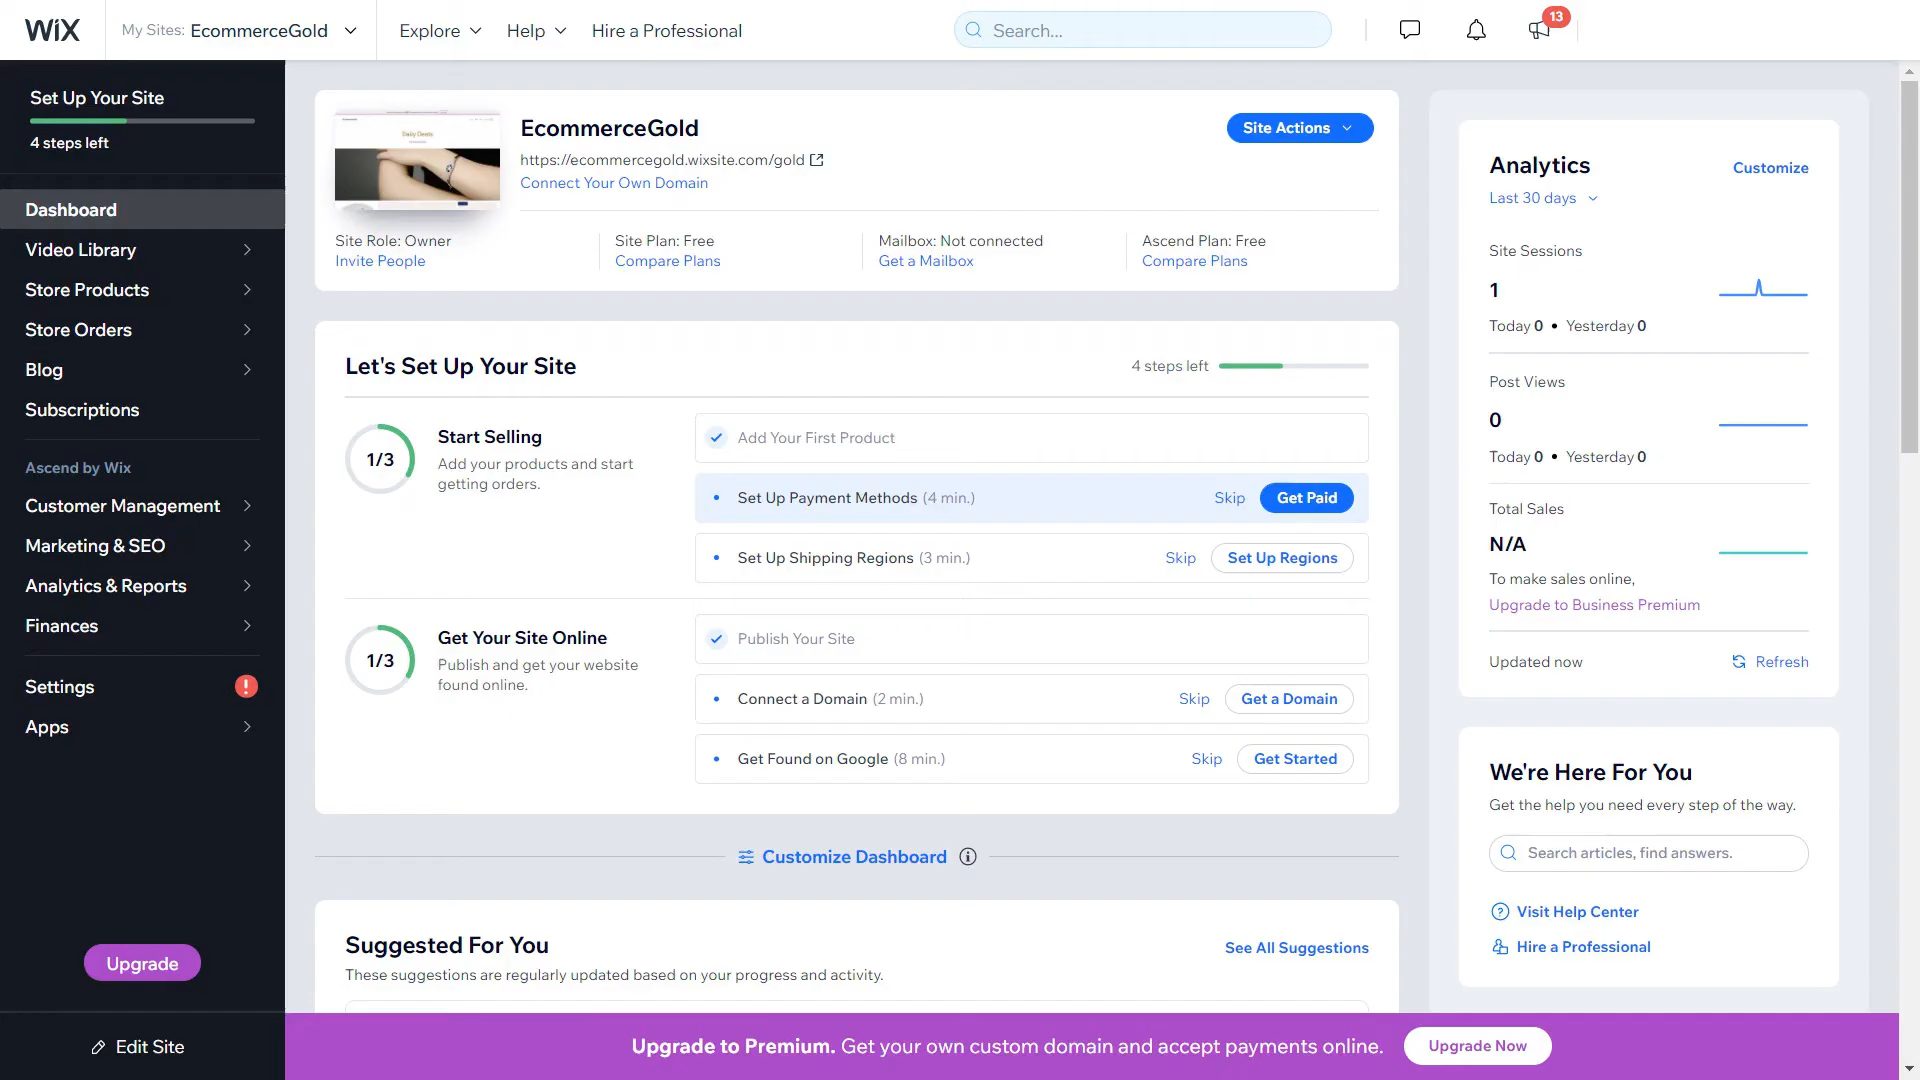 WiX
My Sites: EcommerceGold
Explore
Help
Hire a Professional
Search...
13
Set Up Your Site
4 steps left
Dashboard
Video Library
Store Products
Store Orders
Blog
Subscriptions
Ascend by Wix
Customer Management
Marketing & SEO
Analytics & Reports
Finances
Settings
!
Apps
Upgrade
Edit Site
Daily Deals
EcommerceGold
Site Actions
https://ecommercegold.wixsite.com/gold
Connect Your Own Domain
Site Role: Owner
Invite People
Site Plan: Free
Compare Plans
Mailbox: Not connected
Get a Mailbox
Ascend Plan: Free
Compare Plans
Let's Set Up Your Site
4 steps left
1/3
Start Selling
Add your products and start
getting orders.
Add Your First Product
Set Up Payment Methods (4 min.)
Skip
Get Paid
Set Up Shipping Regions (3 min.)
Skip
Set Up Regions
1/3
Get Your Site Online
Publish and get your website
found online.
Publish Your Site
Connect a Domain (2 min.)
Skip
Get a Domain
Get Found on Google (8 min.)
Skip
Get Started
Customize Dashboard
Suggested For You
See All Suggestions
These suggestions are regularly updated based on your progress and activity.
Analytics
Customize
Last 30 days
Site Sessions
1
Today 0 • Yesterday 0
Post Views
0
Today 0 • Yesterday 0
Total Sales
N/A
To make sales online,
Upgrade to Business Premium
Updated now
Refresh
We're Here For You
Get the help you need every step of the way.
Search articles, find answers.
Visit Help Center
Hire a Professional
Upgrade to Premium. Get your own custom domain and accept payments online.
Upgrade Now